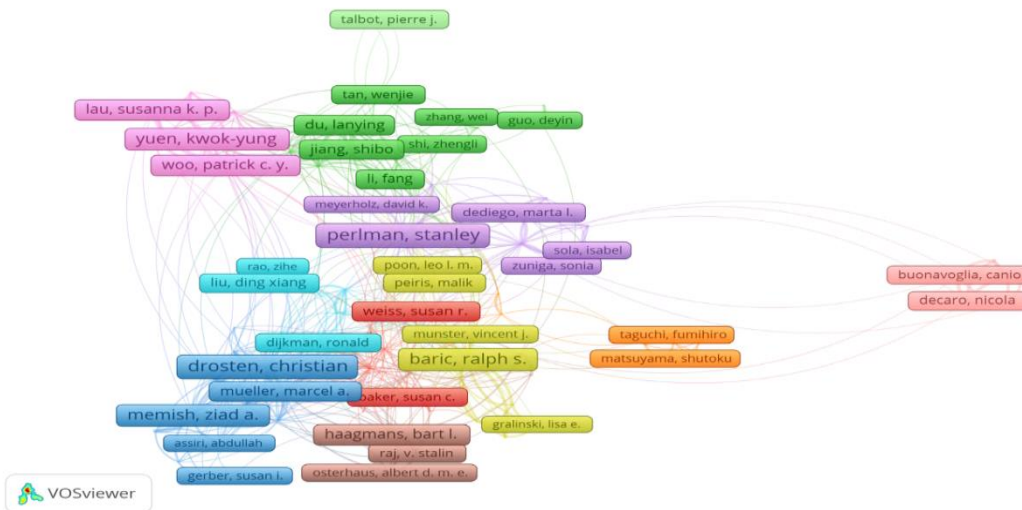 talbot, pierre j.
tan, wenjie
lau, susanna k. p.
zhang, wei
guo, deyin
du, lanying
yuen, kwok-yung
jiang, shibo
shi, zhengli
woo, patrick c. y.
li, fang
meyerholz, david k.
dediego, marta l.
perlman, stanley
sola, isabel
rao, zihe
poon, leo l. m.
zuniga, sonia
buonavoglia, canio
liu, ding xiang
peiris, malik
decaro, nicola
weiss, susan r.
munster, vincent j.
taguchi, fumihiro
dijkman, ronald
baric, ralph s.
matsuyama, shutoku
drosten, christian
mueller, marcel a.
baker, susan c.
memish, ziad a.
gralinski, lisa e.
haagmans, bart l.
assiri, abdullah
raj, v. stalin
gerber, susan i.
osterhaus, albert d. m. e.
VOSviewer